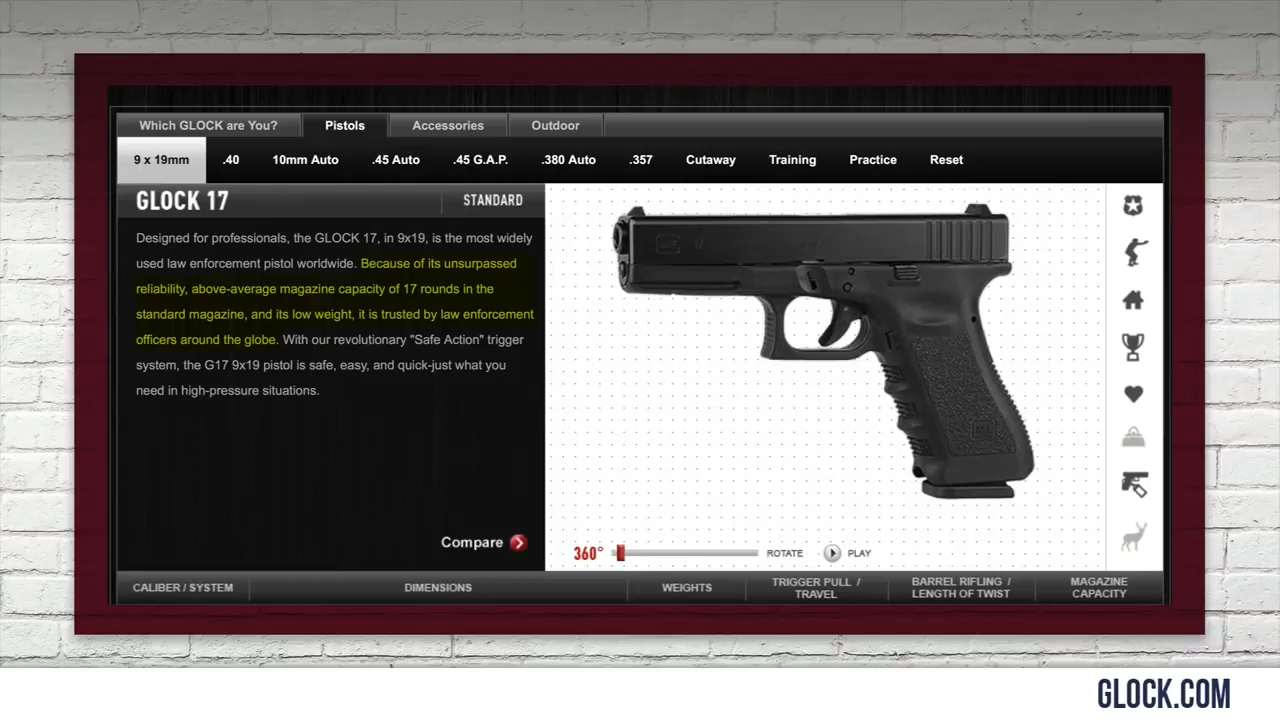 Which GLOCK are You? Pistols Accessories Outdoor
9 x 19mm .40 10mm Auto .45 Auto .45 G.A.P. .380 Auto .357 Cutaway Training Practice Reset
GLOCK 17 STANDARD
Designed for professionals, the GLOCK 17, in 9x19, is the most widely
used law enforcement pistol worldwide. Because of its unsurpassed
reliability, above-average magazine capacity of 17 rounds in the
standard magazine, and its low weight, it is trusted by law enforcement
officers around the globe. With our revolutionary "Safe Action" trigger
system, the G17 9x19 pistol is safe, easy, and quick-just what you
need in high-pressure situations.
Compare
360° ROTATE PLAY
CALIBER / SYSTEM
DIMENSIONS
WEIGHTS
TRIGGER PULL /
TRAVEL
BARREL RIFLING /
LENGTH OF TWIST
MAGAZINE
CAPACITY
GLOCK.COM